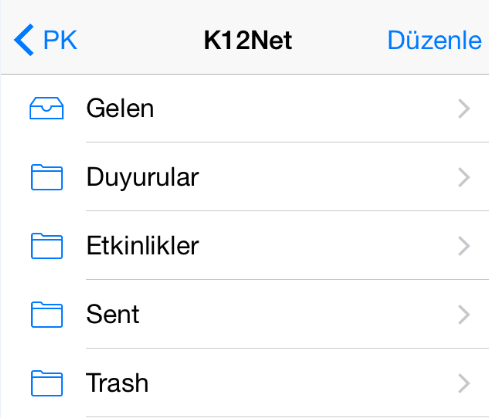 PK K12Net Düzenle
Gelen
Duyurular
Etkinlikler
Sent
Trash